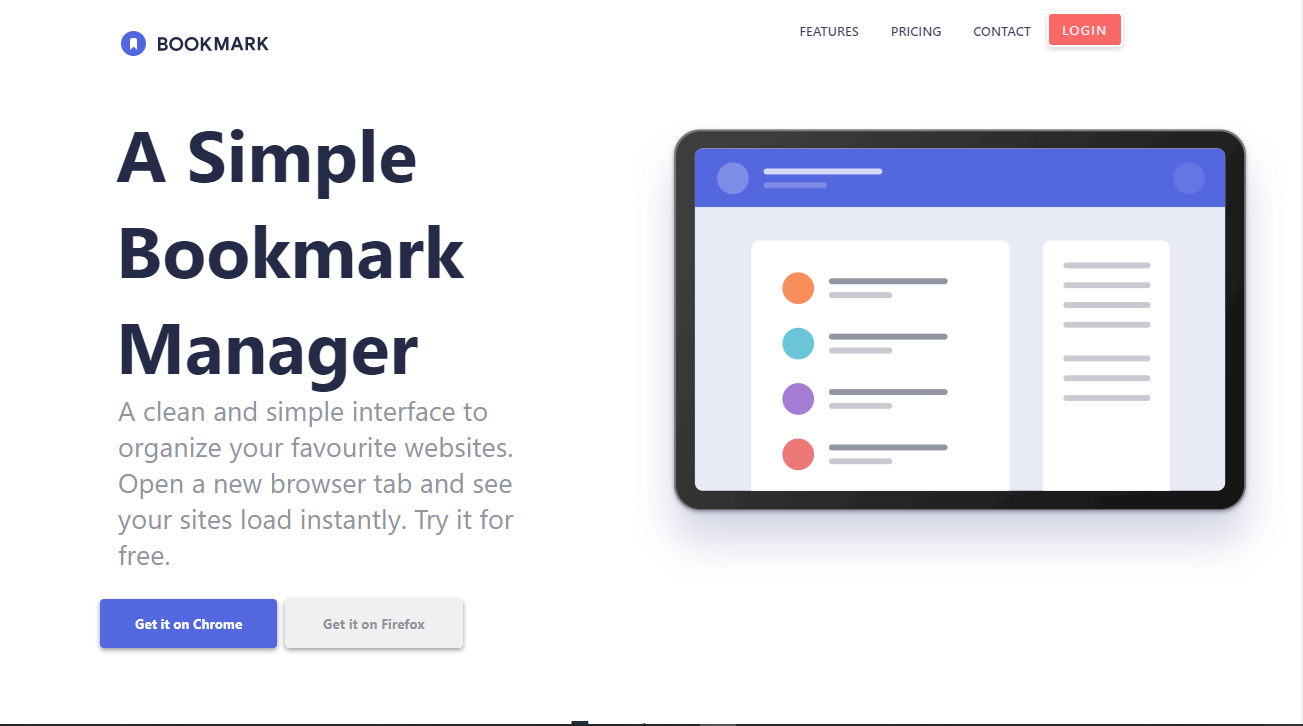 BOOKMARK
FEATURES
PRICING
CONTACT
LOGIN
A Simple
Bookmark
Manager
A clean and simple interface to
organize your favourite websites.
Open a new browser tab and see
your sites load instantly. Try it for
free.
Get it on Chrome
Get it on Firefox